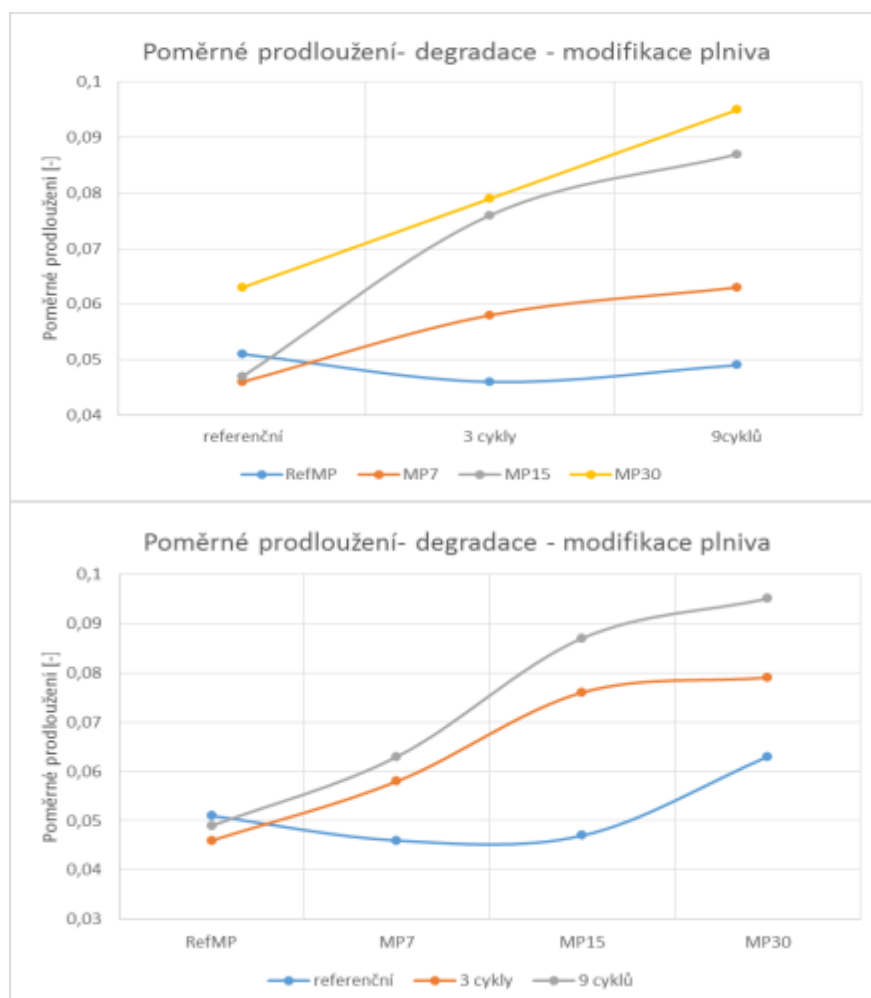 Poměrné prodloužení- degradace - modifikace plniva
0,1
0,09
0,08
0,07
0,06
0,05
0,04
Poměrné prodloužení [-]
referenční 3 cykly 9cyklů
RefMP MP7 MP15 MP30
Poměrné prodloužení- degradace - modifikace plniva
0,1
0,09
0,08
0,07
0,06
0,05
0,04
0,03
Poměrné prodloužení [-]
RefMP MP7 MP15 MP30
referenční 3 cykly 9 cyklů